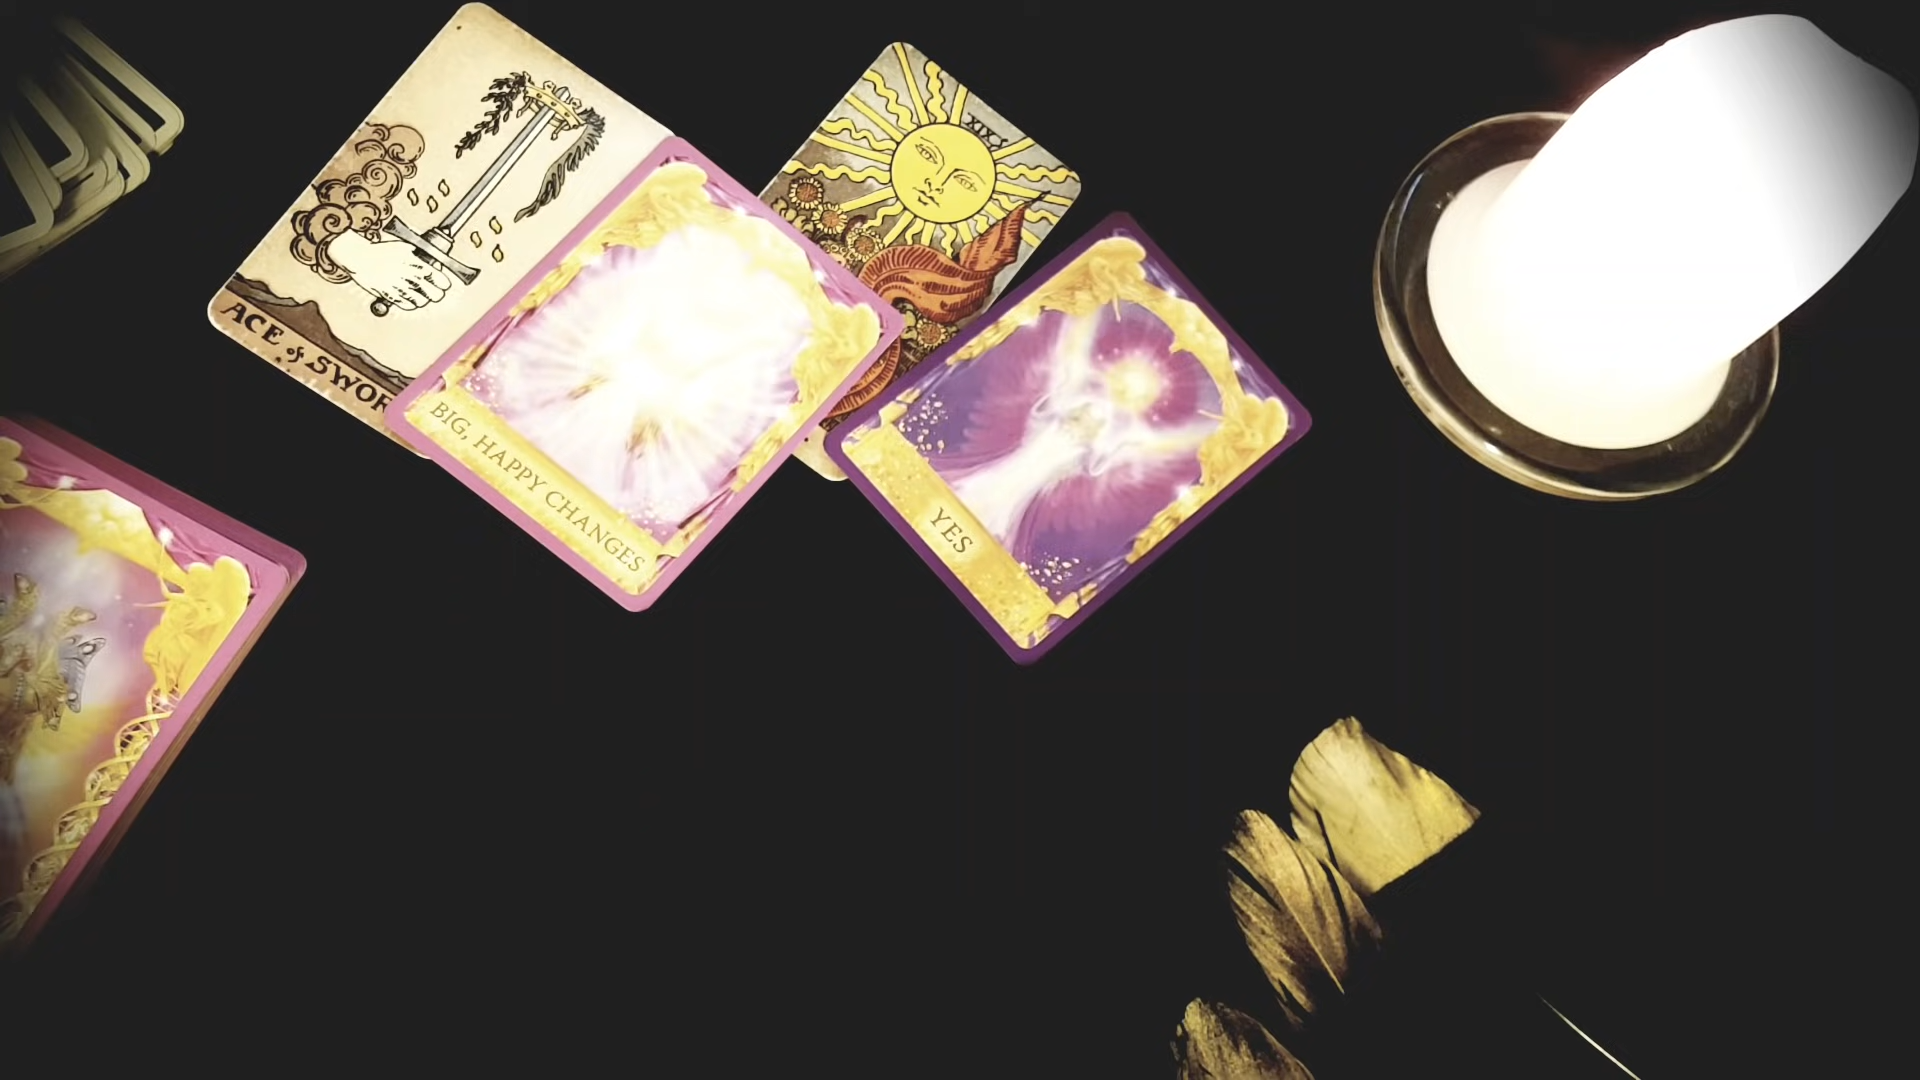 XIX
ACE of SWOR
BIG, HAPPY CHANGES
YES